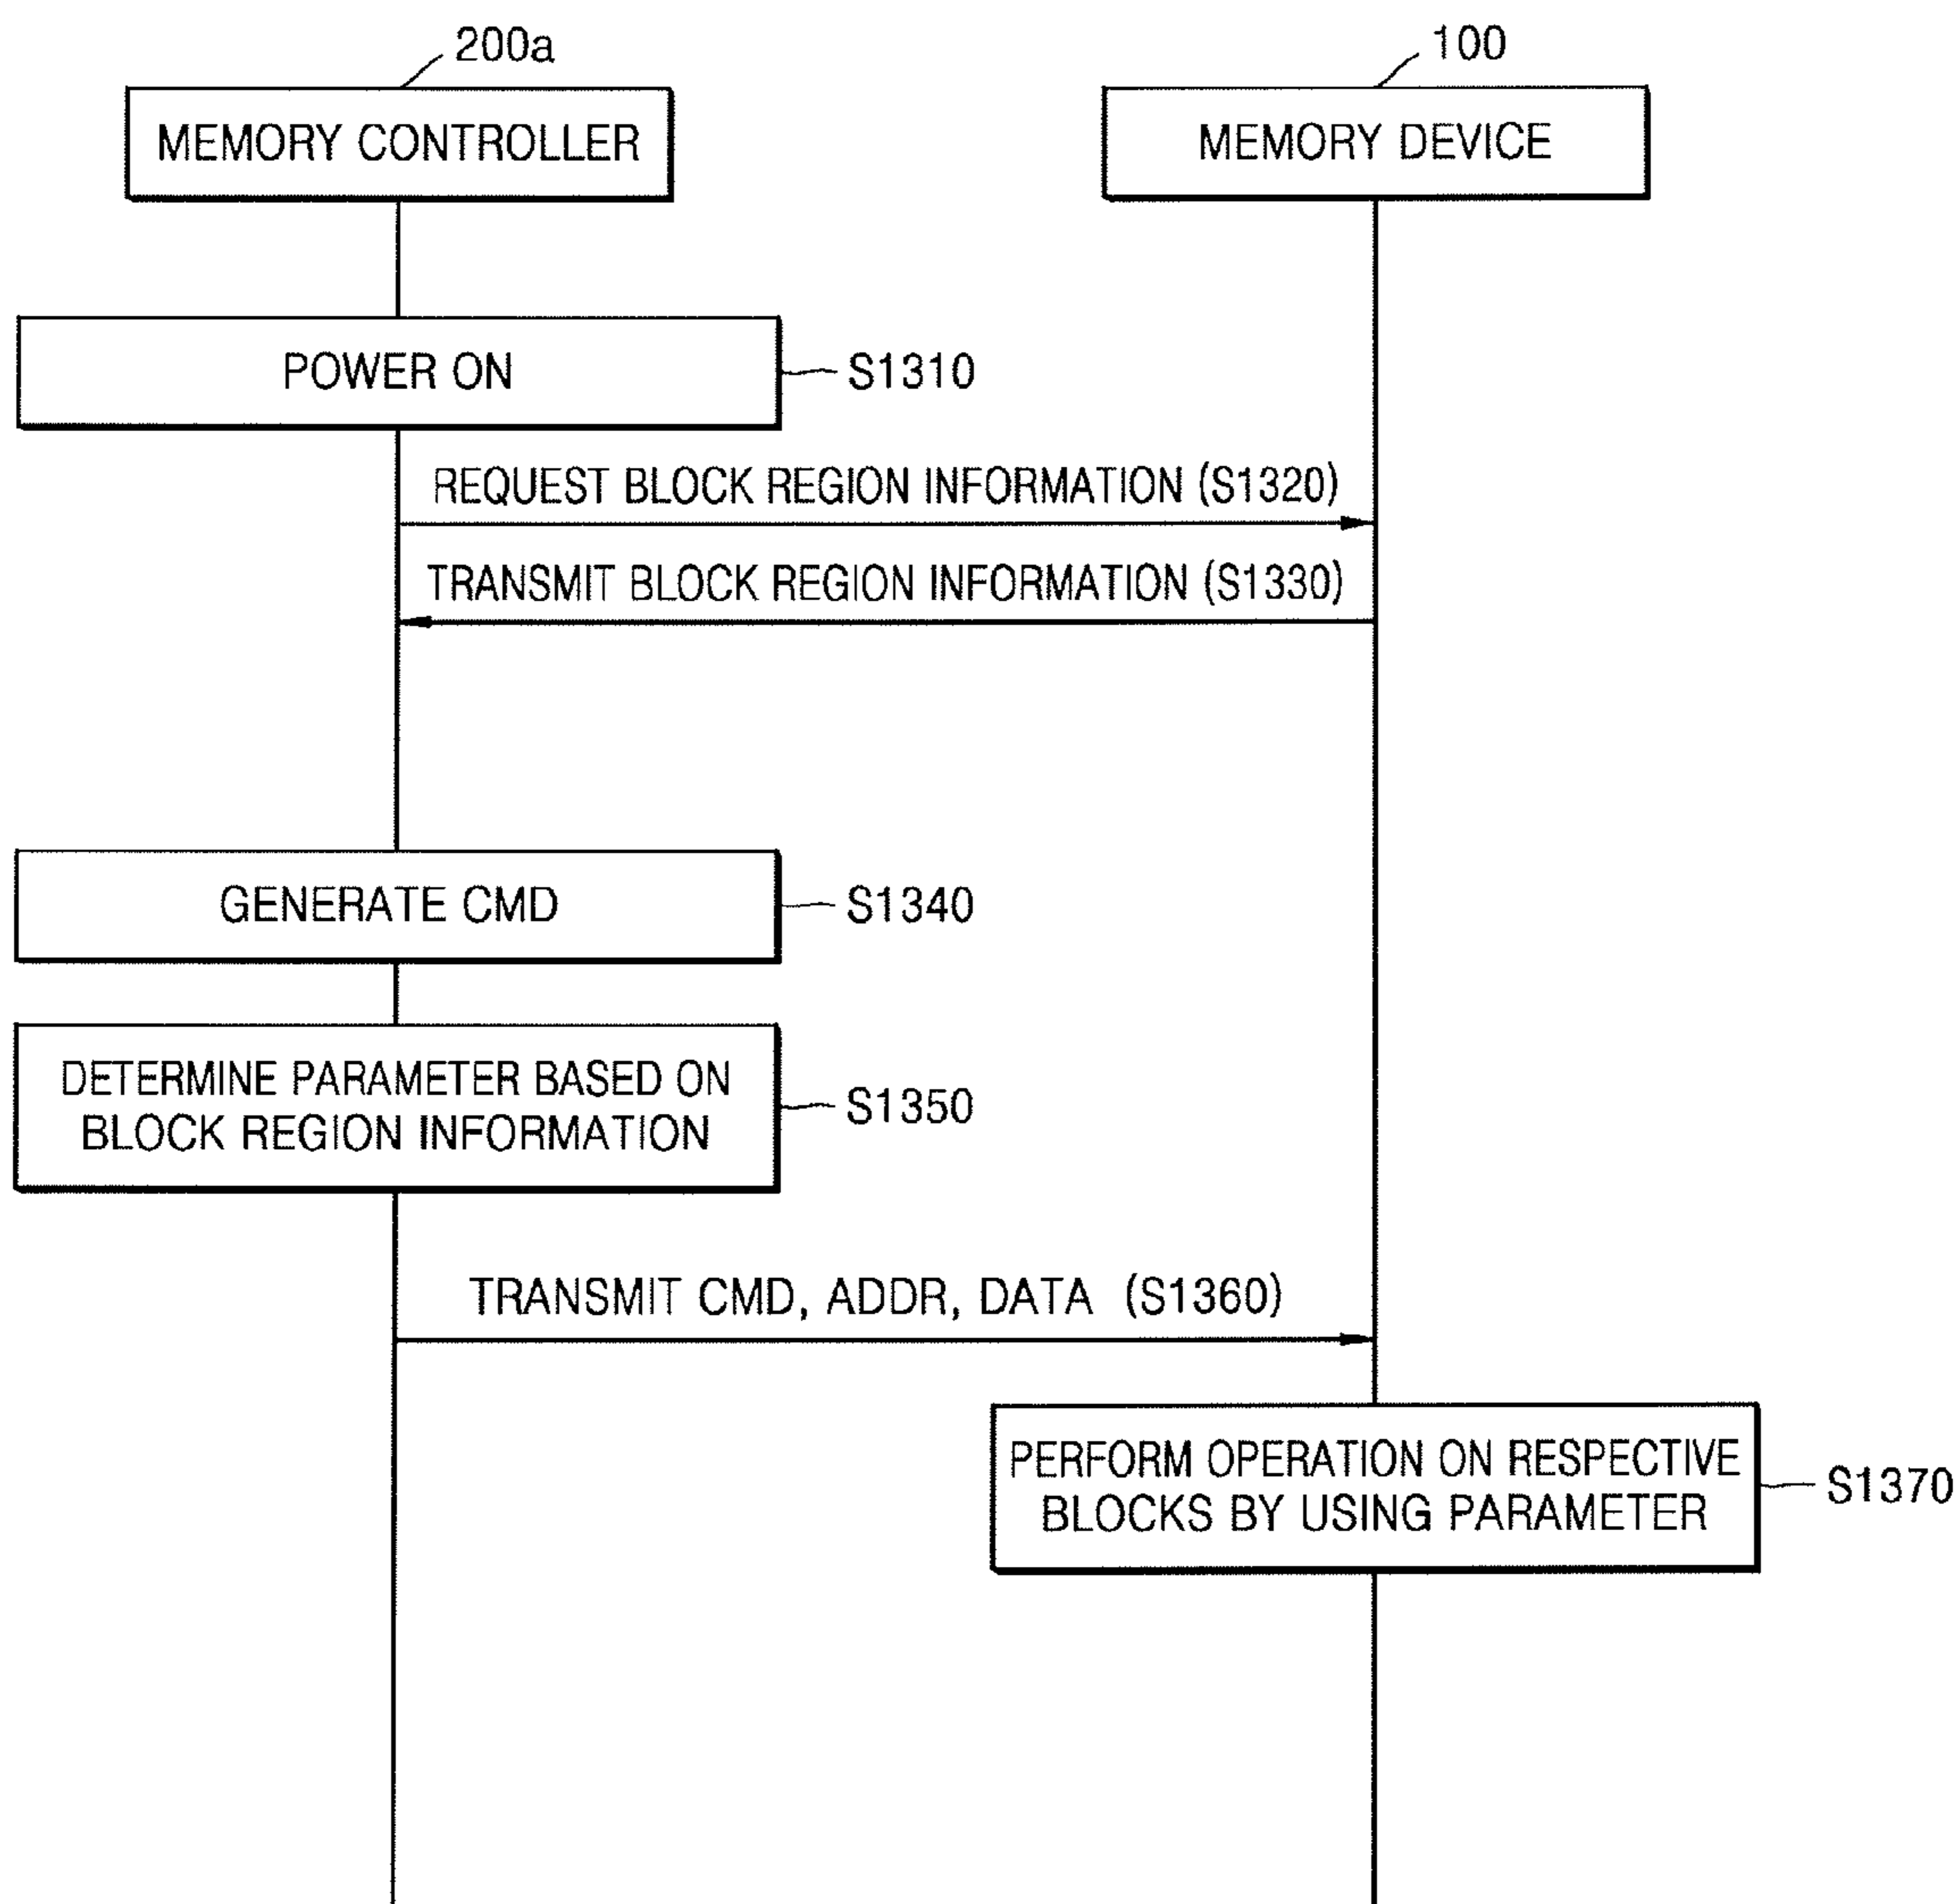 200a
100
MEMORY CONTROLLER
MEMORY DEVICE
POWER ON
S1310
REQUEST BLOCK REGION INFORMATION (S1320)
TRANSMIT BLOCK REGION INFORMATION (S1330)
GENERATE CMD
S1340
DETERMINE PARAMETER BASED ON
BLOCK REGION INFORMATION
S1350
TRANSMIT CMD, ADDR, DATA (S1360)
PERFORM OPERATION ON RESPECTIVE
BLOCKS BY USING PARAMETER
S1370